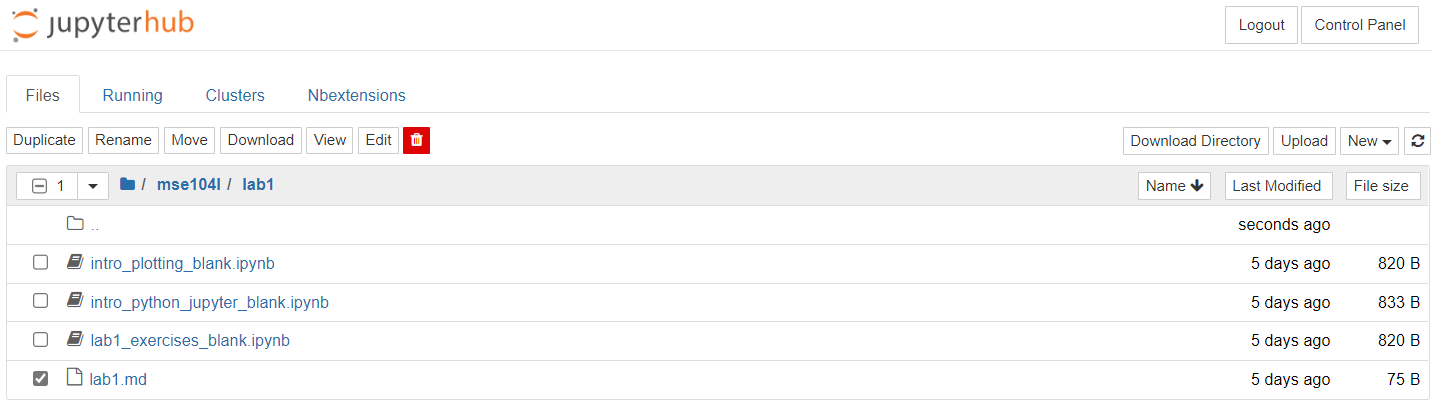 jupyterhub Logout Control Panel
Files Running Clusters Nbextensions
Duplicate Rename Move Download View Edit Download Directory Upload New
1 / mse104l / lab1 Name Last Modified File size
.. seconds ago
intro_plotting_blank.ipynb 5 days ago 820 B
intro_python_jupyter_blank.ipynb 5 days ago 833 B
lab1_exercises_blank.ipynb 5 days ago 820 B
lab1.md 5 days ago 75 B